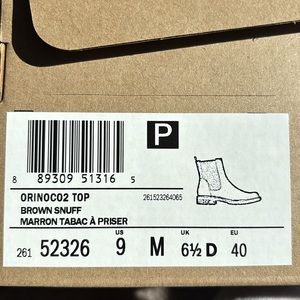 P
8 89309 51316 5
ORINOCO2 TOP
261523264065
BROWN SNUFF
MARRON TABAC À PRISER
US UK EU
261 52326 9 M 6½ D 40